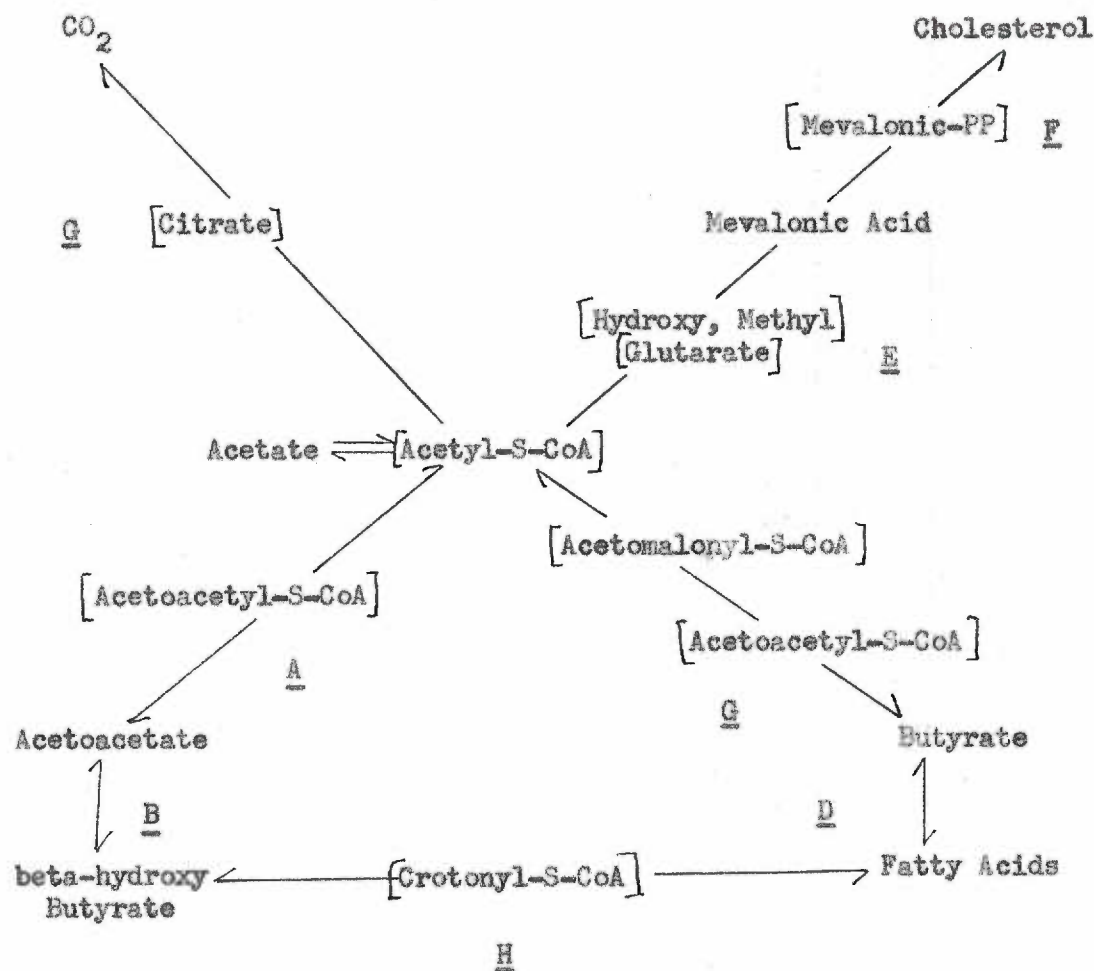 CO2
Cholesterol
[Mevalonic-PP] F
G [Citrate]
Mevalonic Acid
[Hydroxy, Methyl]
[Glutarate]
E
Acetate [Acetyl-S-CoA]
[Acetomalonyl-S-CoA]
[Acetoacetyl-S-CoA]
[Acetoacetyl-S-CoA]
A
G
Acetoacetate
Butyrate
B
D
beta-hydroxy
Butyrate
[Crotonyl-S-CoA]
Fatty Acids
H